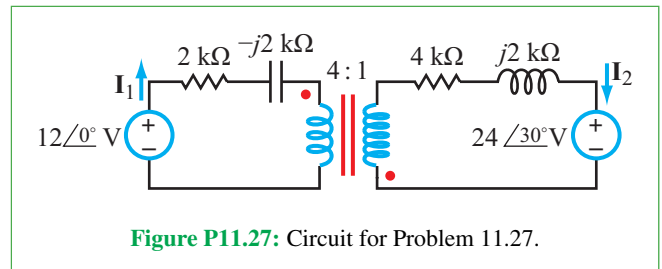 2 kΩ −j2 kΩ 4 kΩ j2 kΩ
I₁ 4 : 1 I₂
12∠0° V + − 24 ∠30° V + −
Figure P11.27: Circuit for Problem 11.27.